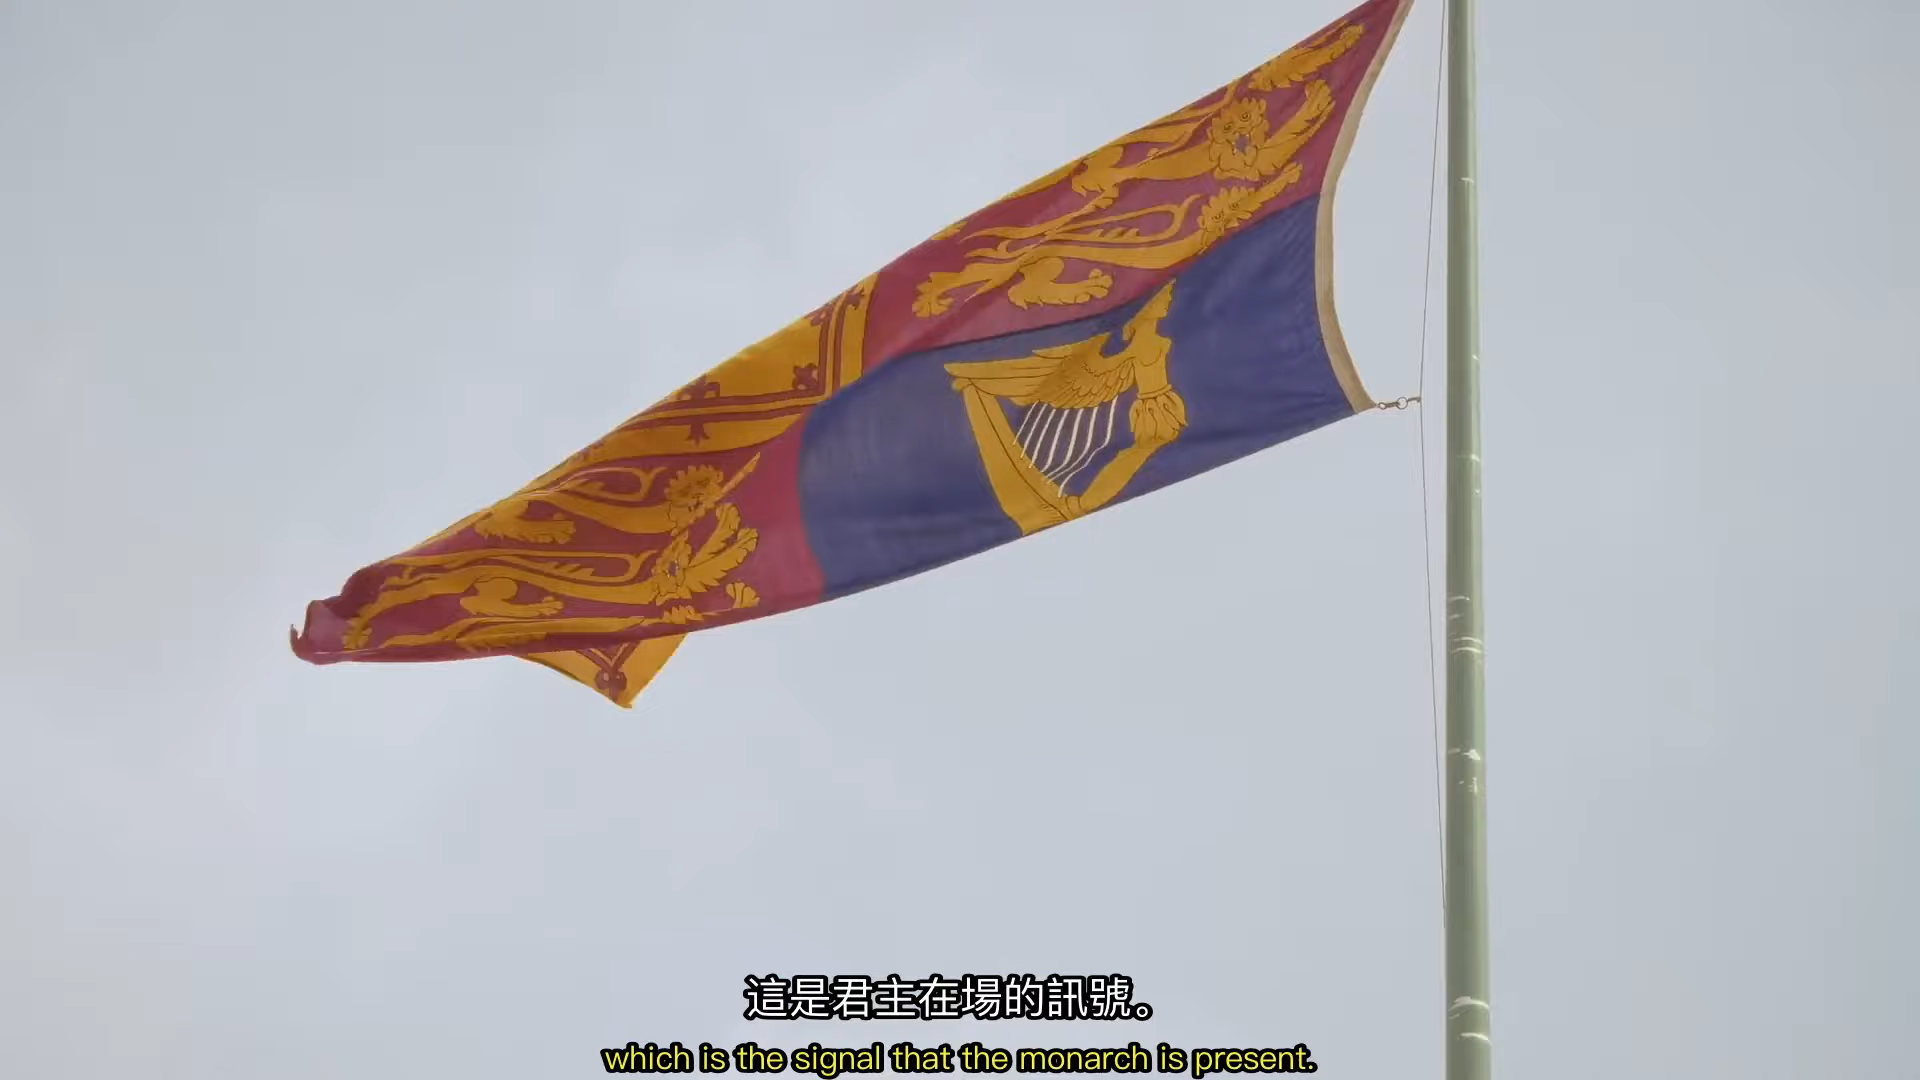 這是君主在場的訊號。
which is the signal that the monarch is present.